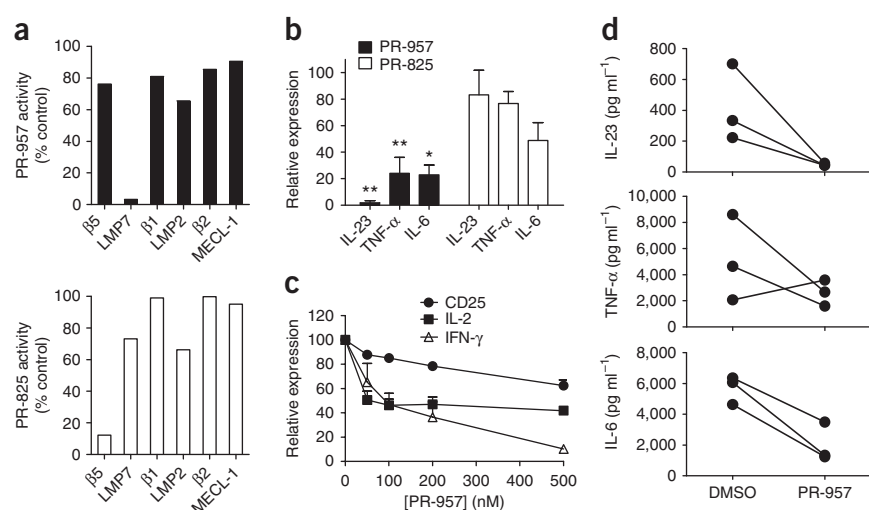 a
PR-957 activity
(% control)
100
80
60
40
20
0
β5
LMP7
β1
LMP2
β2
MECL-1
PR-825 activity
(% control)
100
80
60
40
20
0
β5
LMP7
β1
LMP2
β2
MECL-1
b
PR-957
PR-825
Relative expression
100
80
60
40
20
0
**
**
*
IL-23
TNF-α
IL-6
IL-23
TNF-α
IL-6
c
CD25
IL-2
IFN-γ
Relative expression
120
100
80
60
40
20
0
0 100 200 300 400 500
[PR-957] (nM)
d
IL-23 (pg ml−1)
800
600
400
200
0
TNF-α (pg ml−1)
10,000
8,000
6,000
4,000
2,000
0
IL-6 (pg ml−1)
8,000
6,000
4,000
2,000
0
DMSO PR-957